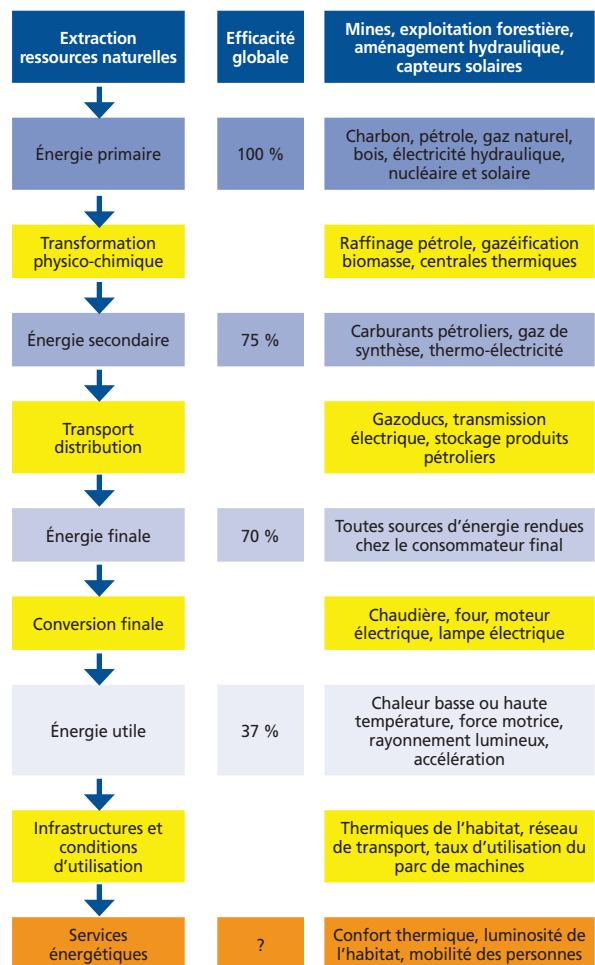 Extraction
ressources naturelles
Efficacité
globale
Mines, exploitation forestière,
aménagement hydraulique,
capteurs solaires
Énergie primaire
100 %
Charbon, pétrole, gaz naturel,
bois, électricité hydraulique,
nucléaire et solaire
Transformation
physico-chimique
Raffinage pétrole, gazéification
biomasse, centrales thermiques
Énergie secondaire
75 %
Carburants pétroliers, gaz de
synthèse, thermo-électricité
Transport
distribution
Gazoducs, transmission
électrique, stockage produits
pétroliers
Énergie finale
70 %
Toutes sources d’énergie rendues
chez le consommateur final
Conversion finale
Chaudière, four, moteur
électrique, lampe électrique
Énergie utile
37 %
Chaleur basse ou haute
température, force motrice,
rayonnement lumineux,
accélération
Infrastructures et
conditions
d’utilisation
Thermiques de l’habitat, réseau
de transport, taux d’utilisation du
parc de machines
Services
énergétiques
?
Confort thermique, luminosité de
l’habitat, mobilité des personnes